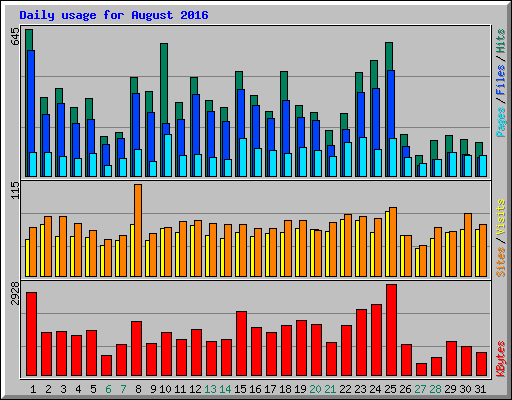 Daily usage for August 2016
645
Pages / Files / Hits
115
Sites / Visits
2928
KBytes
1 2 3 4 5 6 7 8 9 10 11 12 13 14 15 16 17 18 19 20 21 22 23 24 25 26 27 28 29 30 31